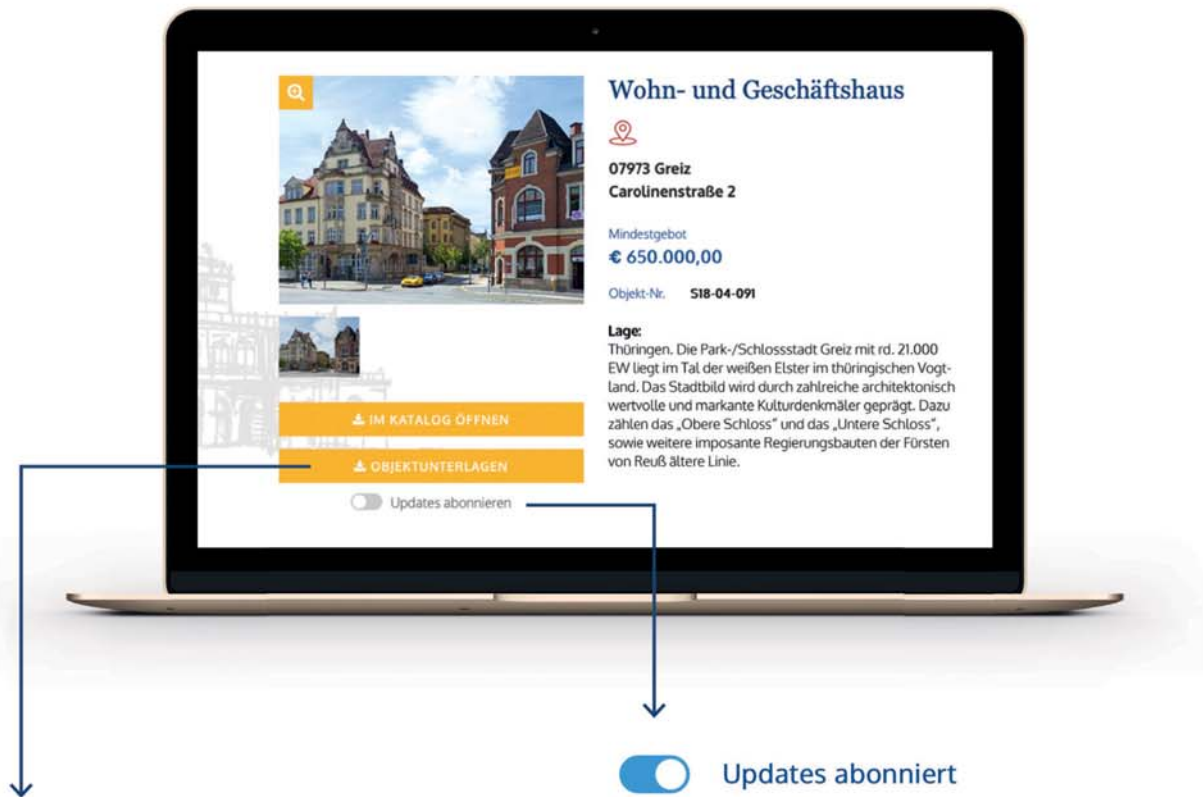 Wohn- und Geschäftshaus
07973 Greiz
Carolinenstraße 2
Mindestgebot
€ 650.000,00
Objekt-Nr. S18-04-091
Lage:
Thüringen. Die Park-/Schlossstadt Greiz mit rd. 21.000
EW liegt im Tal der weißen Elster im thüringischen Vogt-
land. Das Stadtbild wird durch zahlreiche architektonisch
wertvolle und markante Kulturdenkmäler geprägt. Dazu
zählen das „Obere Schloss“ und das „Untere Schloss“,
sowie weitere imposante Regierungsbauten der Fürsten
von Reuß ältere Linie.
IM KATALOG ÖFFNEN
OBJEKTUNTERLAGEN
Updates abonnieren
Updates abonniert